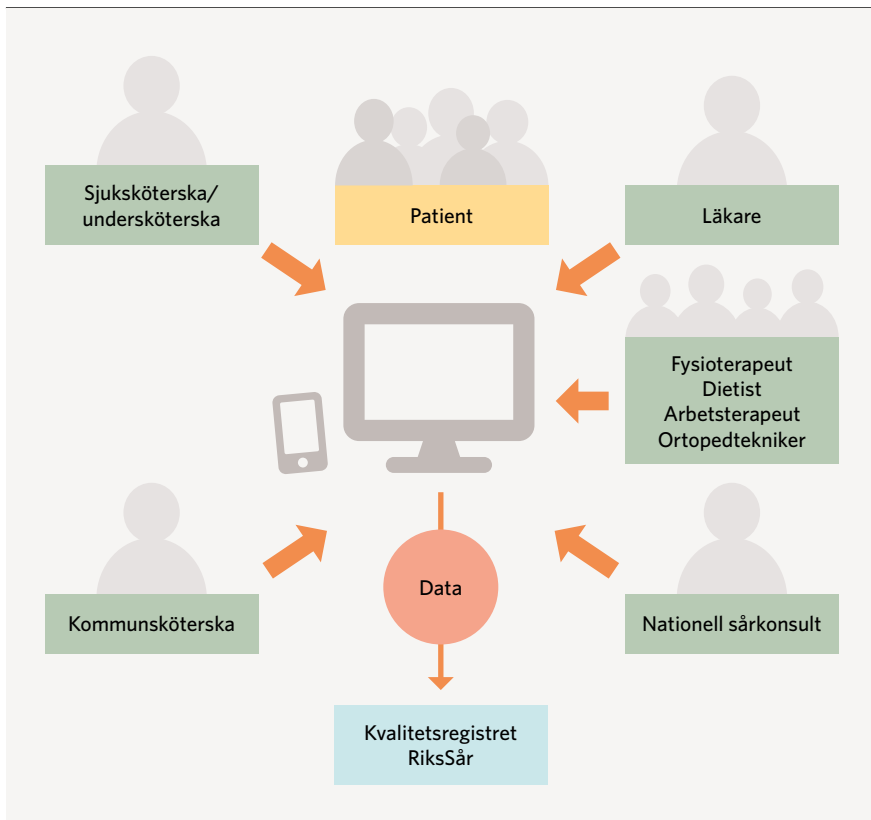 Sjuksköterska/
undersköterska
Patient
Läkare
Fysioterapeut
Dietist
Arbetsterapeut
Ortopedtekniker
Kommunsköterska
Data
Nationell sårkonsult
Kvalitetsregistret
RiksSår